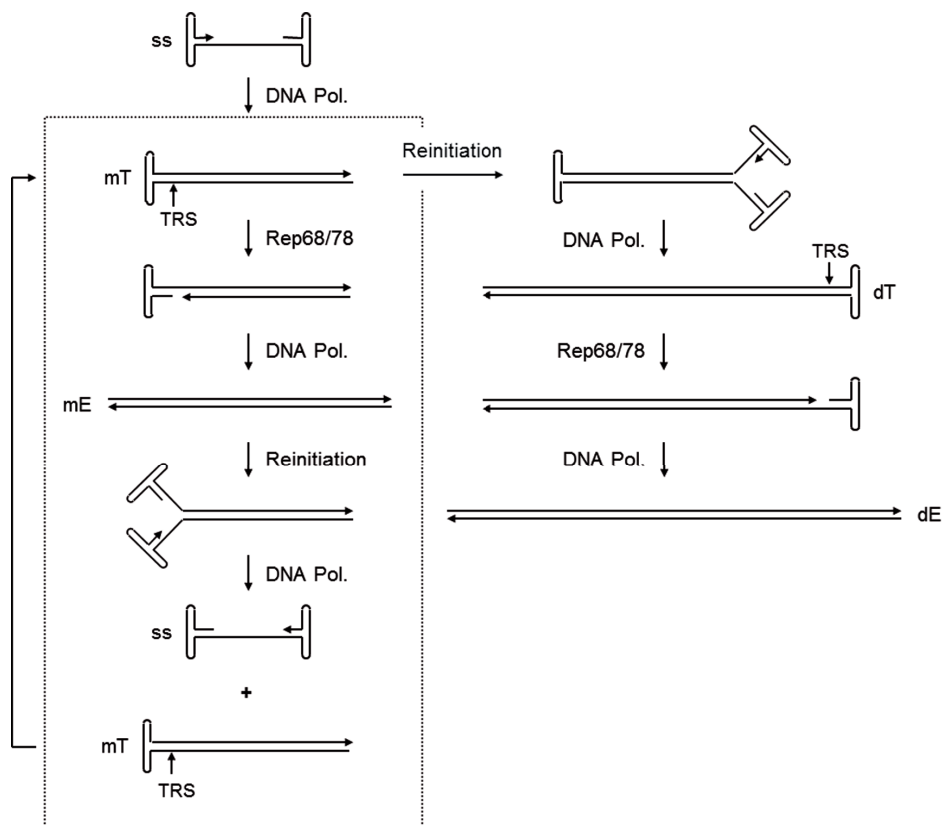 ss
DNA Pol.
Reinitiation
mT
TRS
Rep68/78
DNA Pol.
TRS
dT
DNA Pol.
Rep68/78
mE
Reinitiation
DNA Pol.
dE
DNA Pol.
ss
+
mT
TRS